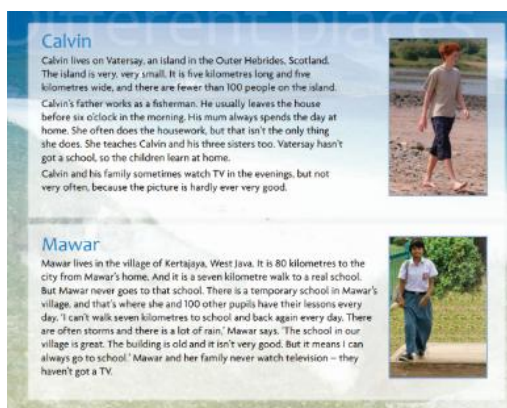 Different places
Calvin
Calvin lives on Vatersay, an island in the Outer Hebrides, Scotland.
The island is very, very small. It is five kilometres long and five
kilometres wide, and there are fewer than 100 people on the island.
Calvin's father works as a fisherman. He usually leaves the house
before six o'clock in the morning. His mum always spends the day at
home. She often does the housework, but that isn't the only thing
she does. She teaches Calvin and his three sisters too. Vatersay hasn't
got a school, so the children learn at home.
Calvin and his family sometimes watch TV in the evenings, but not
very often, because the picture is hardly ever very good.
Mawar
Mawar lives in the village of Kertajaya, West Java. It is 80 kilometres to the
city from Mawar's home. And it is a seven kilometre walk to a real school.
But Mawar never goes to that school. There is a temporary school in Mawar's
village, and that's where she and 100 other pupils have their lessons every
day. 'I can't walk seven kilometres to school and back again every day. There
are often storms and there is a lot of rain,' Mawar says. 'The school in our
village is great. The building is old and it isn't very good. But it means I can
always go to school.' Mawar and her family never watch television – they
haven't got a TV.